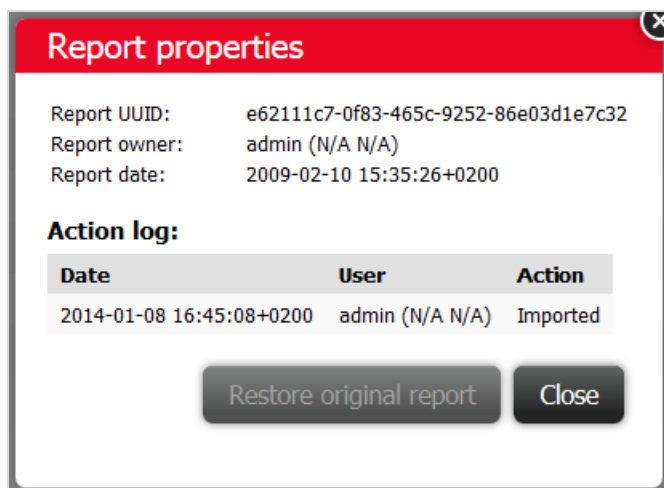 Report properties
Report UUID: e62111c7-0f83-465c-9252-86e03d1e7c32
Report owner: admin (N/A N/A)
Report date: 2009-02-10 15:35:26+0200
Action log:
Date User Action
2014-01-08 16:45:08+0200 admin (N/A N/A) Imported
Restore original report Close